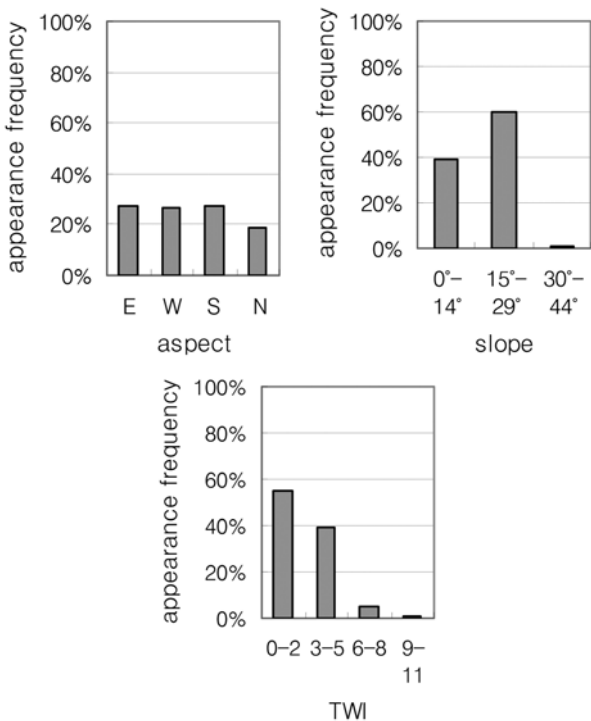 appearance frequency
100%
80%
60%
40%
20%
0%
E W S N
aspect
appearance frequency
100%
80%
60%
40%
20%
0%
0°– 15°– 30°–
14° 29° 44°
slope
appearance frequency
100%
80%
60%
40%
20%
0%
0–2 3–5 6–8 9–
11
TWI